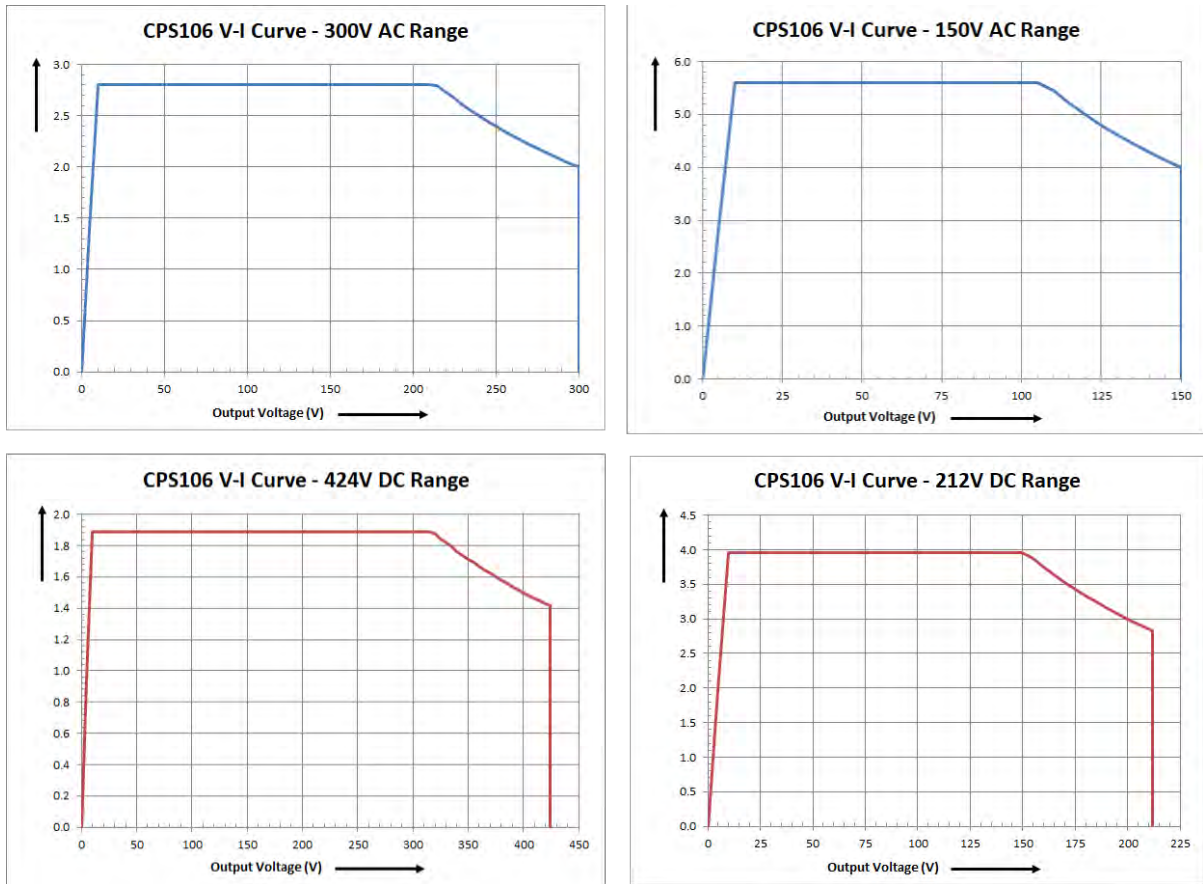 CPS106 V-I Curve - 300V AC Range
3.0
2.5
2.0
1.5
1.0
0.5
0.0
0 50 100 150 200 250 300
Output Voltage (V)
CPS106 V-I Curve - 150V AC Range
6.0
5.0
4.0
3.0
2.0
1.0
0.0
0 25 50 75 100 125 150
Output Voltage (V)
CPS106 V-I Curve - 424V DC Range
2.0
1.8
1.6
1.4
1.2
1.0
0.8
0.6
0.4
0.2
0.0
0 50 100 150 200 250 300 350 400 450
Output Voltage (V)
CPS106 V-I Curve - 212V DC Range
4.5
4.0
3.5
3.0
2.5
2.0
1.5
1.0
0.5
0.0
0 25 50 75 100 125 150 175 200 225
Output Voltage (V)